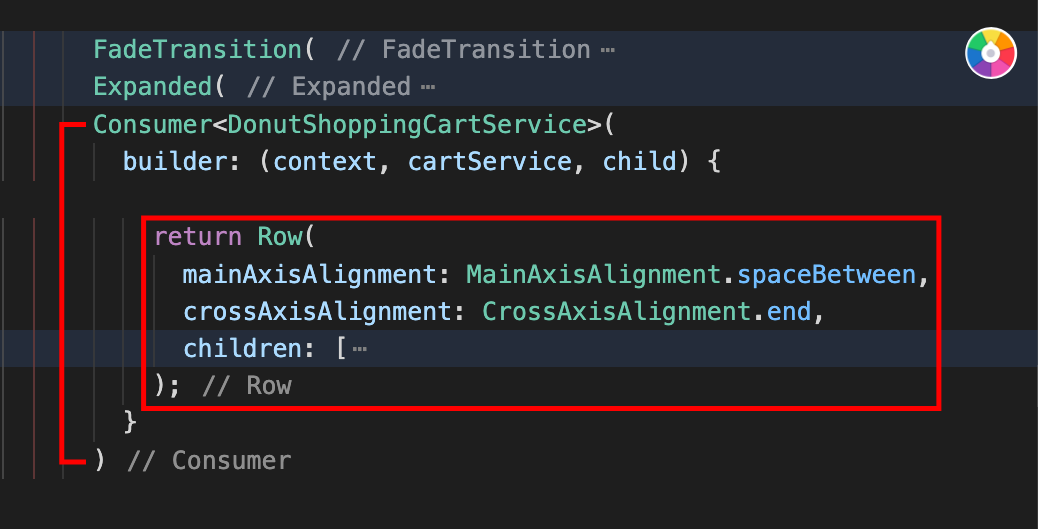 FadeTransition( // FadeTransition ⋯
Expanded( // Expanded ⋯
Consumer<DonutShoppingCartService>(
builder: (context, cartService, child) {
return Row(
mainAxisAlignment: MainAxisAlignment.spaceBetween,
crossAxisAlignment: CrossAxisAlignment.end,
children: [ ⋯
); // Row
}
) // Consumer